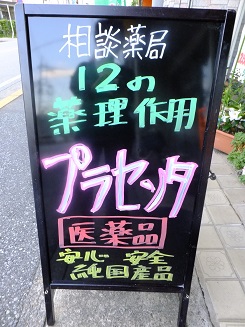 相談薬局
12の
薬理作用
プラセンタ
医薬品
安心 安全
純国産品